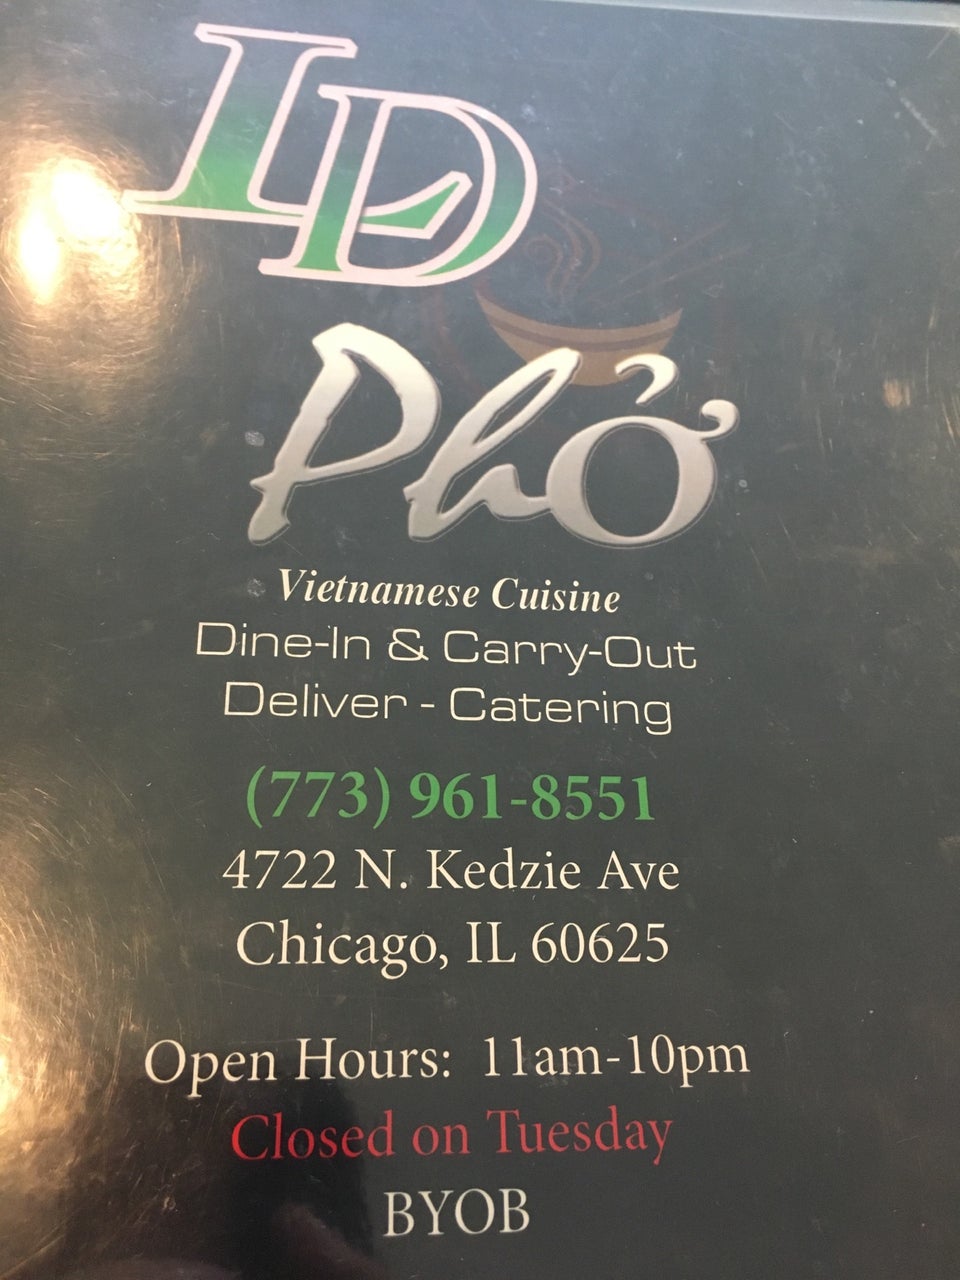 LD
Phở
Vietnamese Cuisine
Dine-In & Carry-Out
Deliver - Catering
(773) 961-8551
4722 N. Kedzie Ave
Chicago, IL 60625
Open Hours: 11am-10pm
Closed on Tuesday
BYOB